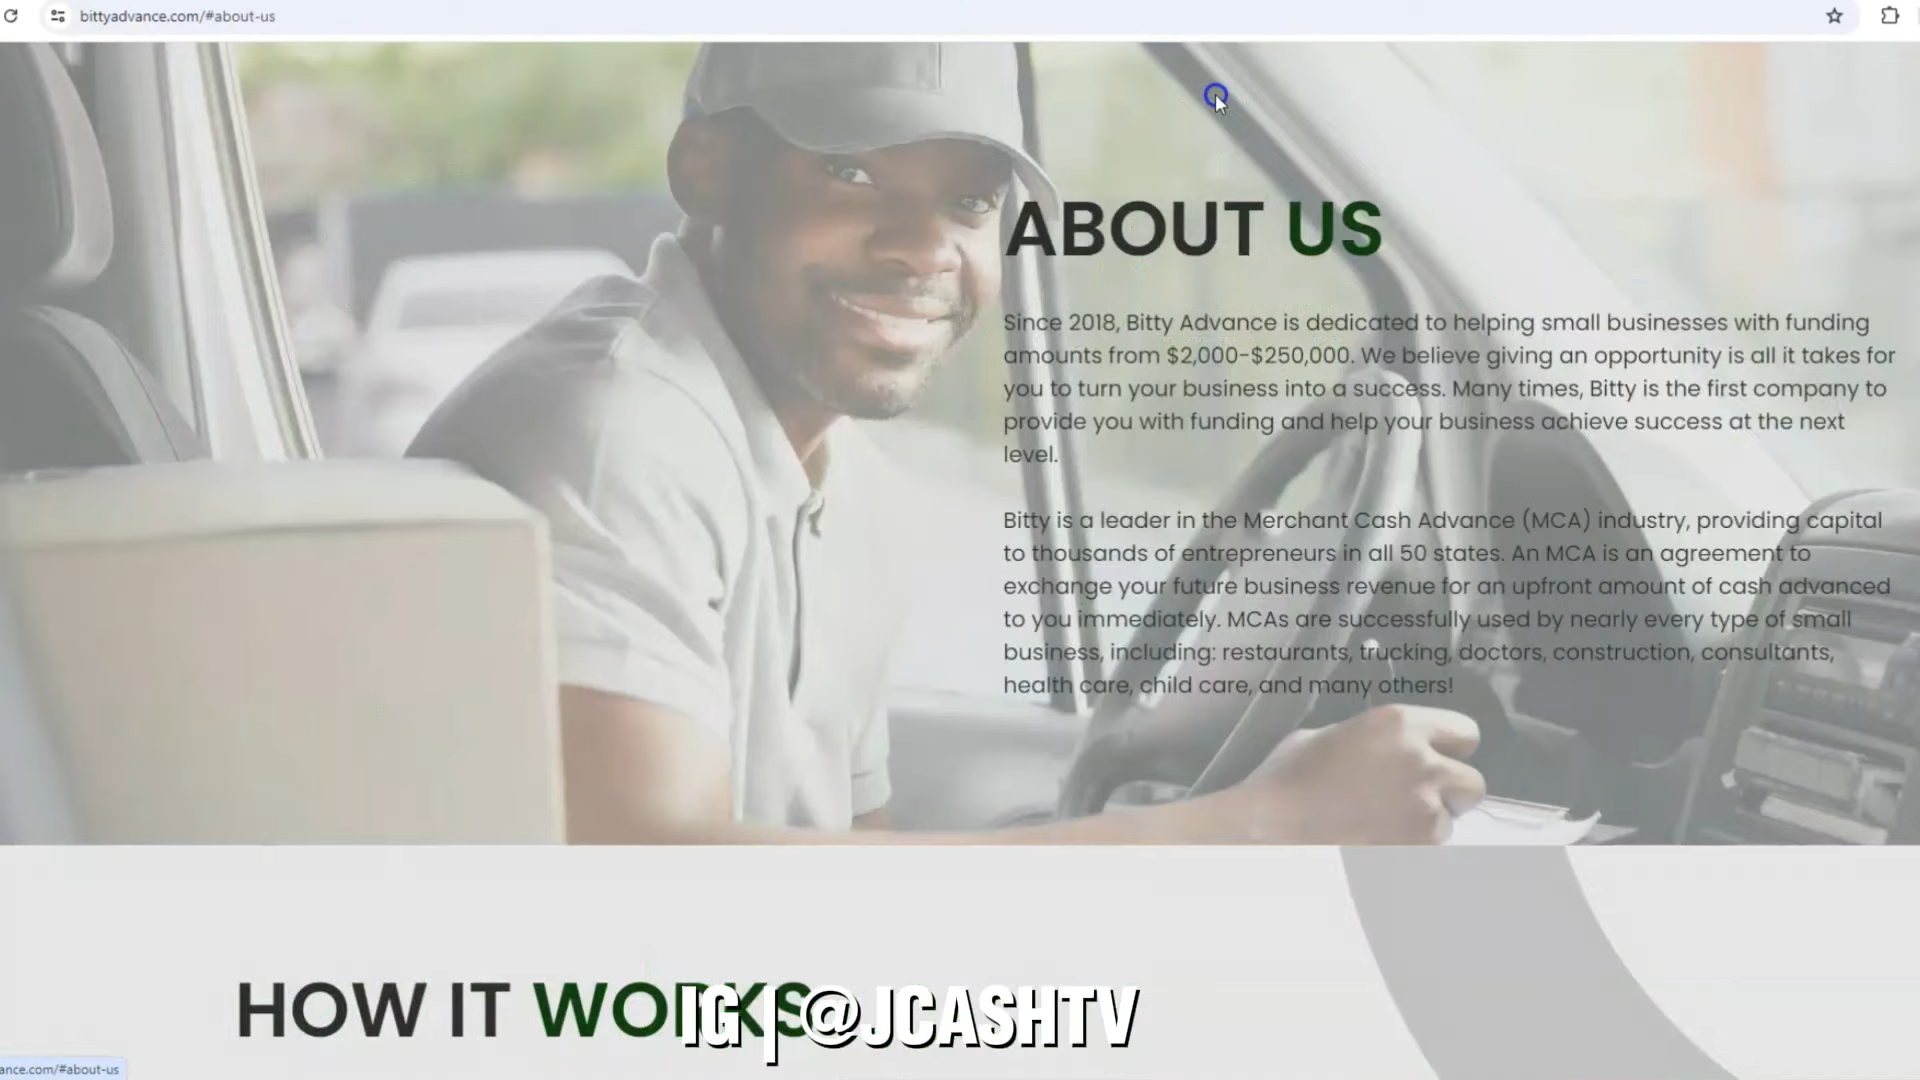 bittyadvance.com/#about-us
ABOUT US
Since 2018, Bitty Advance is dedicated to helping small businesses with funding
amounts from $2,000-$250,000. We believe giving an opportunity is all it takes for
you to turn your business into a success. Many times, Bitty is the first company to
provide you with funding and help your business achieve success at the next
level.
Bitty is a leader in the Merchant Cash Advance (MCA) industry, providing capital
to thousands of entrepreneurs in all 50 states. An MCA is an agreement to
exchange your future business revenue for an upfront amount of cash advanced
to you immediately. MCAs are successfully used by nearly every type of small
business, including: restaurants, trucking, doctors, construction, consultants,
health care, child care, and many others!
HOW IT WORKS
IG | @JCASHTV
ance.com/#about-us